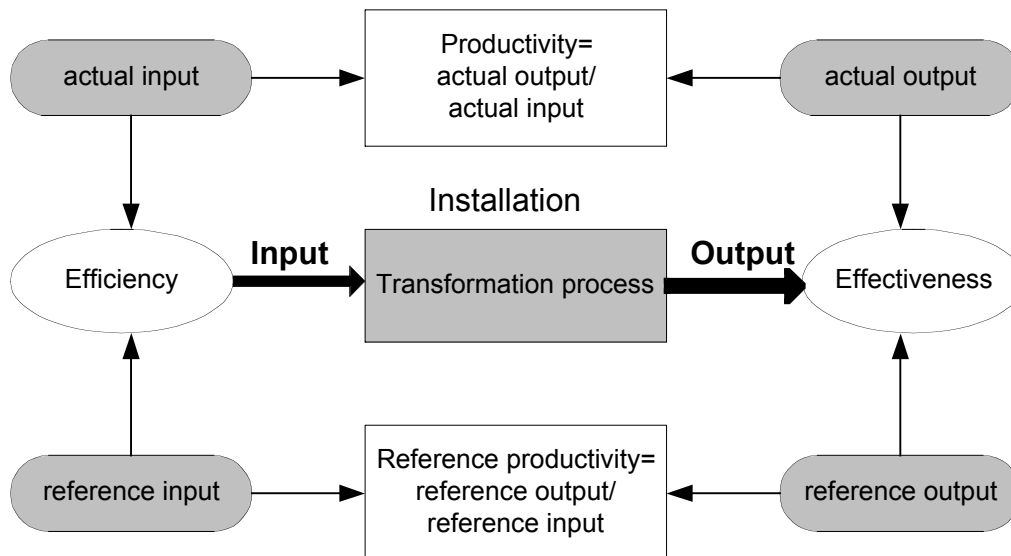 actual input
Productivity=
actual output/
actual input
actual output
Installation
Efficiency
Input
Transformation process
Output
Effectiveness
reference input
Reference productivity=
reference output/
reference input
reference output